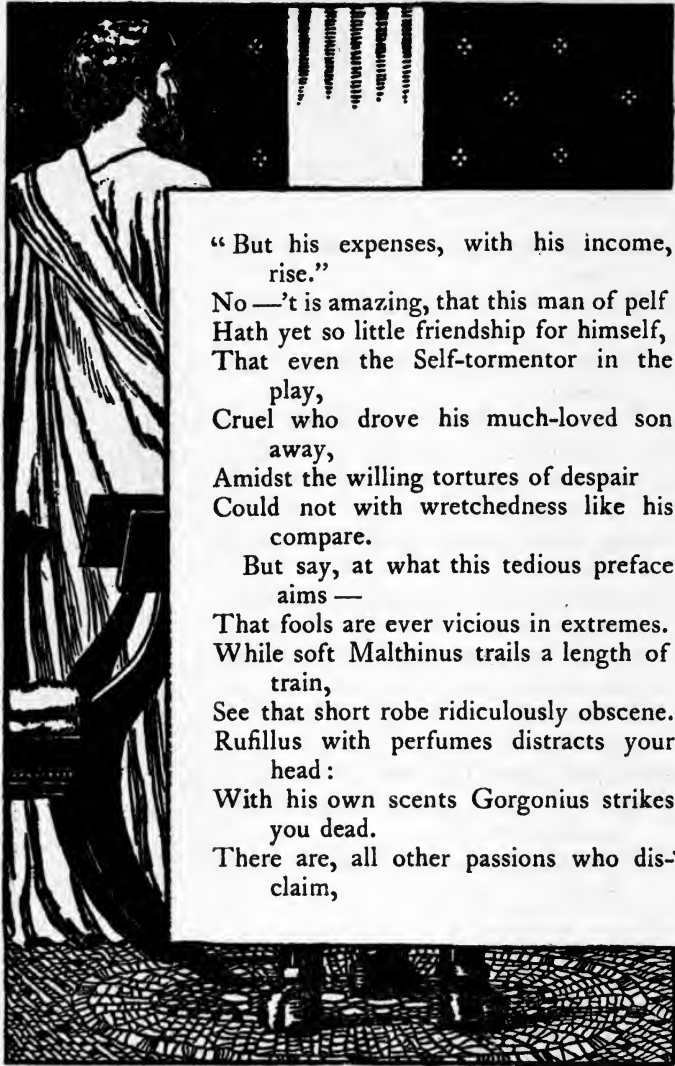 “ But his expenses, with his income,
rise.”
No —’t is amazing, that this man of pelf
Hath yet so little friendship for himself,
That even the Self-tormentor in the
play,
Cruel who drove his much-loved son
away,
Amidst the willing tortures of despair
Could not with wretchedness like his
compare.
But say, at what this tedious preface
aims —
That fools are ever vicious in extremes.
While soft Malthinus trails a length of
train,
See that short robe ridiculously obscene.
Rufillus with perfumes distracts your
head :
With his own scents Gorgonius strikes
you dead.
There are, all other passions who dis-
claim,